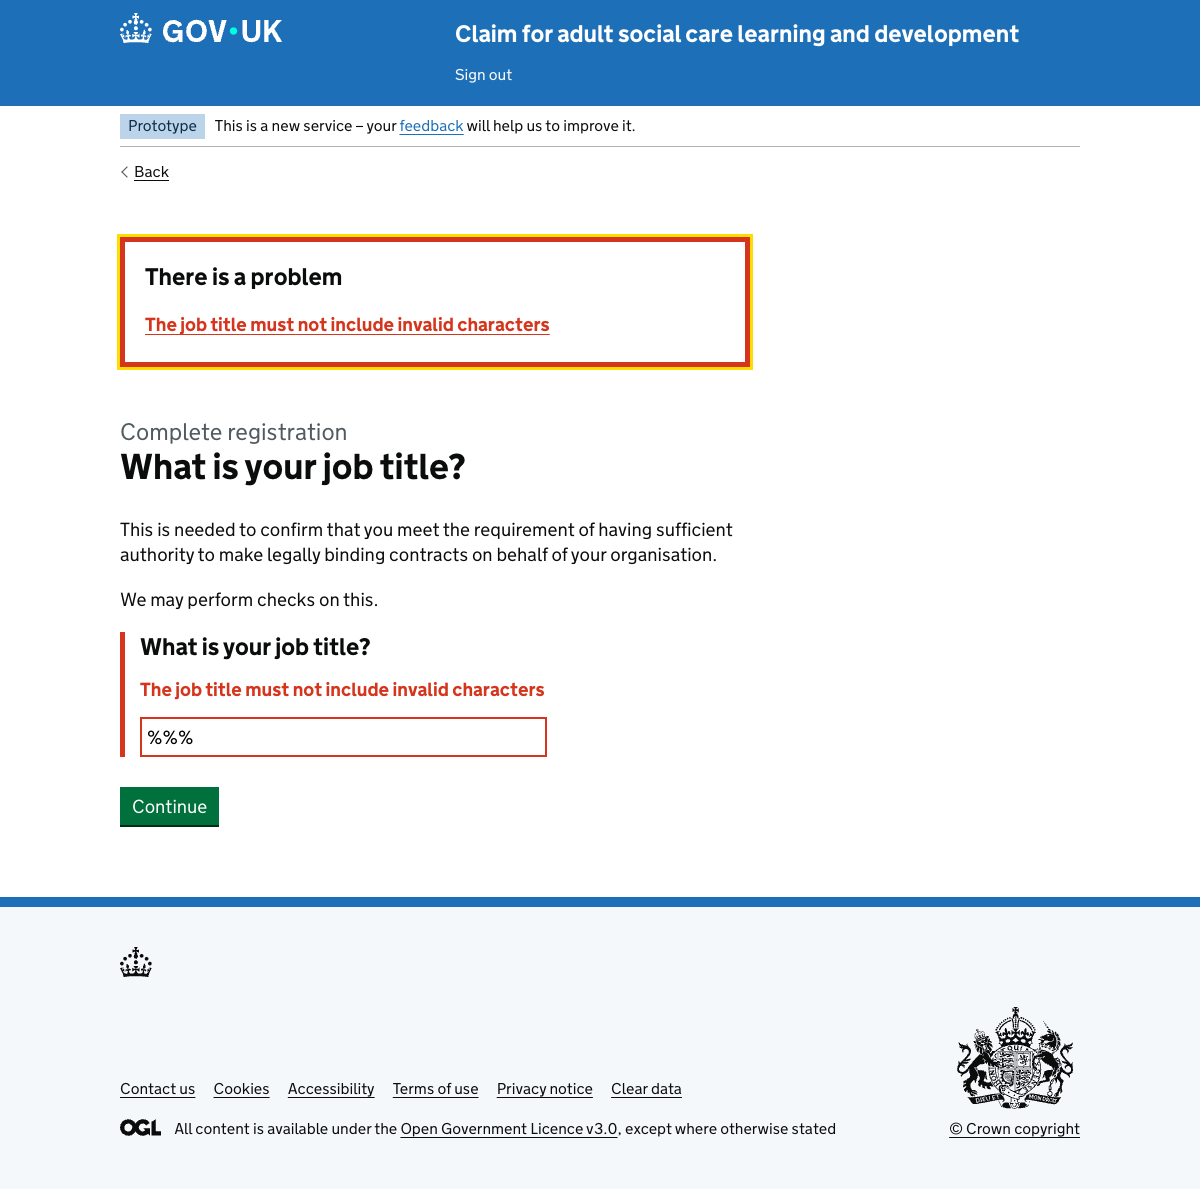 GOV·UK
Claim for adult social care learning and development
Sign out
Prototype This is a new service – your feedback will help us to improve it.
Back
There is a problem
The job title must not include invalid characters
Complete registration
What is your job title?
This is needed to confirm that you meet the requirement of having sufficient
authority to make legally binding contracts on behalf of your organisation.
We may perform checks on this.
What is your job title?
The job title must not include invalid characters
%%%
Continue
Contact us Cookies Accessibility Terms of use Privacy notice Clear data
OGL All content is available under the Open Government Licence v3.0, except where otherwise stated
© Crown copyright